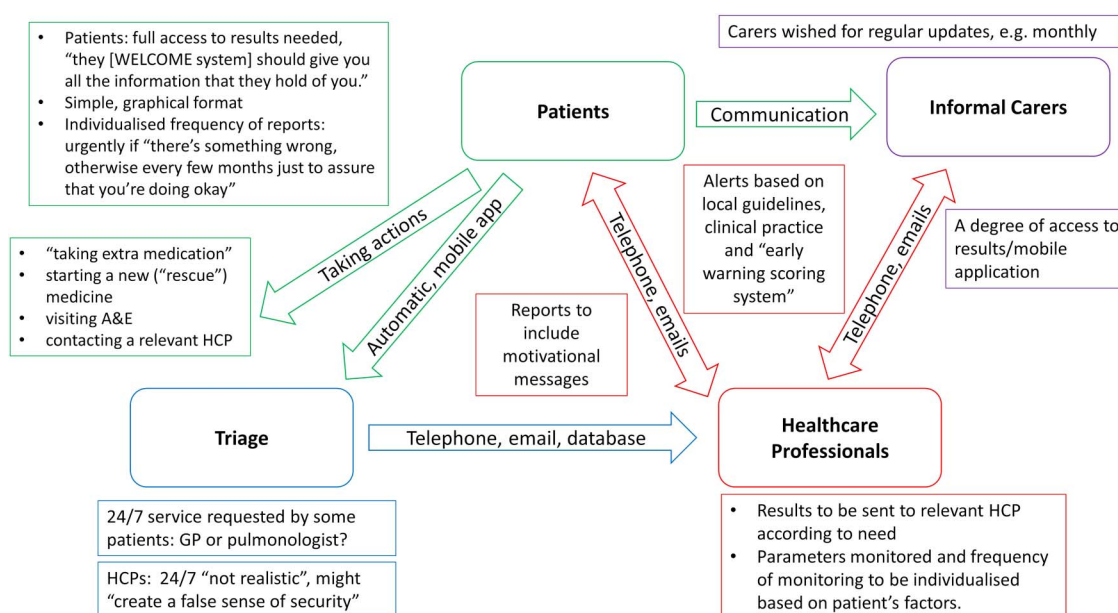 • Patients: full access to results needed,
“they [WELCOME system] should give you
all the information that they hold of you.”
• Simple, graphical format
• Individualised frequency of reports:
urgently if “there’s something wrong,
otherwise every few months just to assure
that you’re doing okay”
Carers wished for regular updates, e.g. monthly
Patients
Communication
Informal Carers
Taking actions
Automatic, mobile app
Telephone, emails
Alerts based on
local guidelines,
clinical practice
and “early
warning scoring
system”
Telephone, emails
A degree of access to
results/mobile
application
• “taking extra medication”
• starting a new (“rescue”)
medicine
• visiting A&E
• contacting a relevant HCP
Reports to
include
motivational
messages
Triage
Telephone, email, database
Healthcare
Professionals
24/7 service requested by some
patients: GP or pulmonologist?
HCPs: 24/7 “not realistic”, might
“create a false sense of security”
• Results to be sent to relevant HCP
according to need
• Parameters monitored and frequency
of monitoring to be individualised
based on patient’s factors.